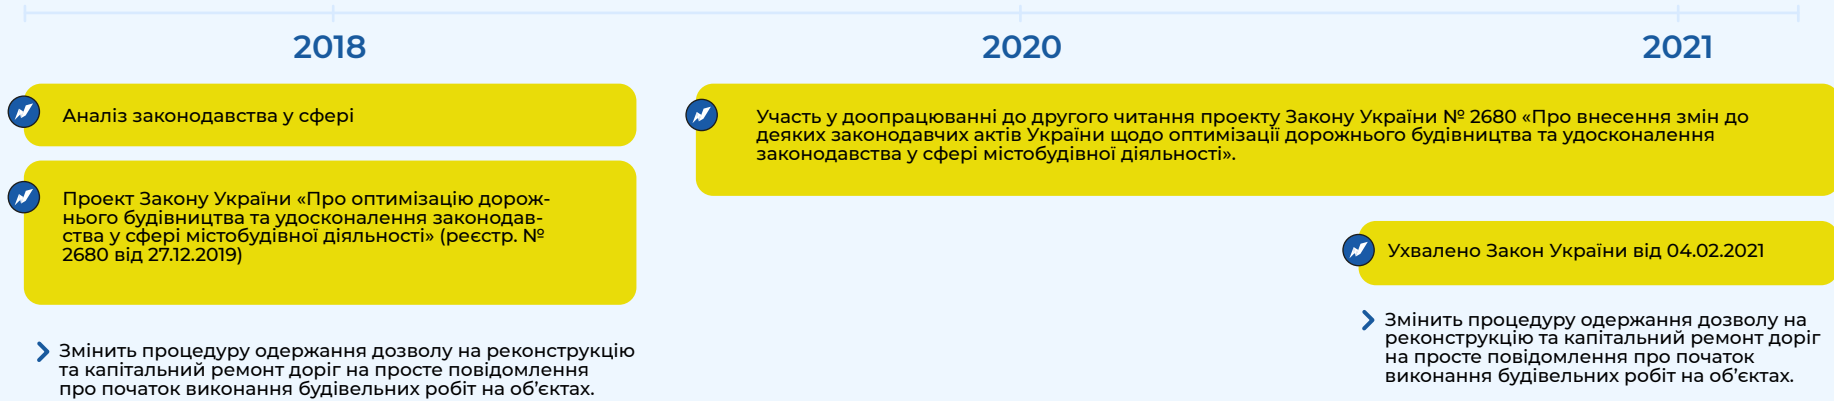 2018
2020
2021
Аналіз законодавства у сфері
Проект Закону України «Про оптимізацію дорож-
нього будівництва та удосконалення законодав-
ства у сфері містобудівної діяльності» (реєстр. №
2680 від 27.12.2019)
Змінить процедуру одержання дозволу на реконструкцію
та капітальний ремонт доріг на просте повідомлення
про початок виконання будівельних робіт на об’єктах.
Участь у доопрацюванні до другого читання проекту Закону України № 2680 «Про внесення змін до
деяких законодавчих актів України щодо оптимізації дорожнього будівництва та удосконалення
законодавства у сфері містобудівної діяльності».
Ухвалено Закон України від 04.02.2021
Змінить процедуру одержання дозволу на
реконструкцію та капітальний ремонт доріг
на просте повідомлення про початок
виконання будівельних робіт на об’єктах.